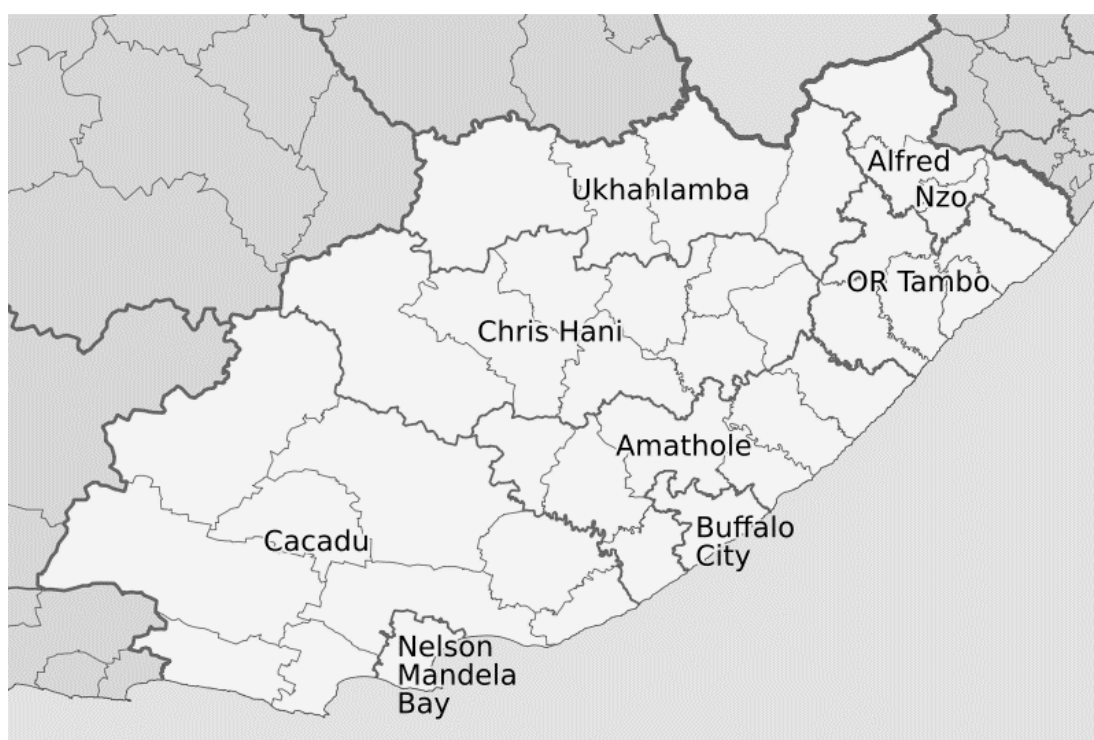 Alfred
Nzo
Ukhahlamba
OR Tambo
Chris Hani
Amathole
Buffalo
City
Cacadu
Nelson
Mandela
Bay